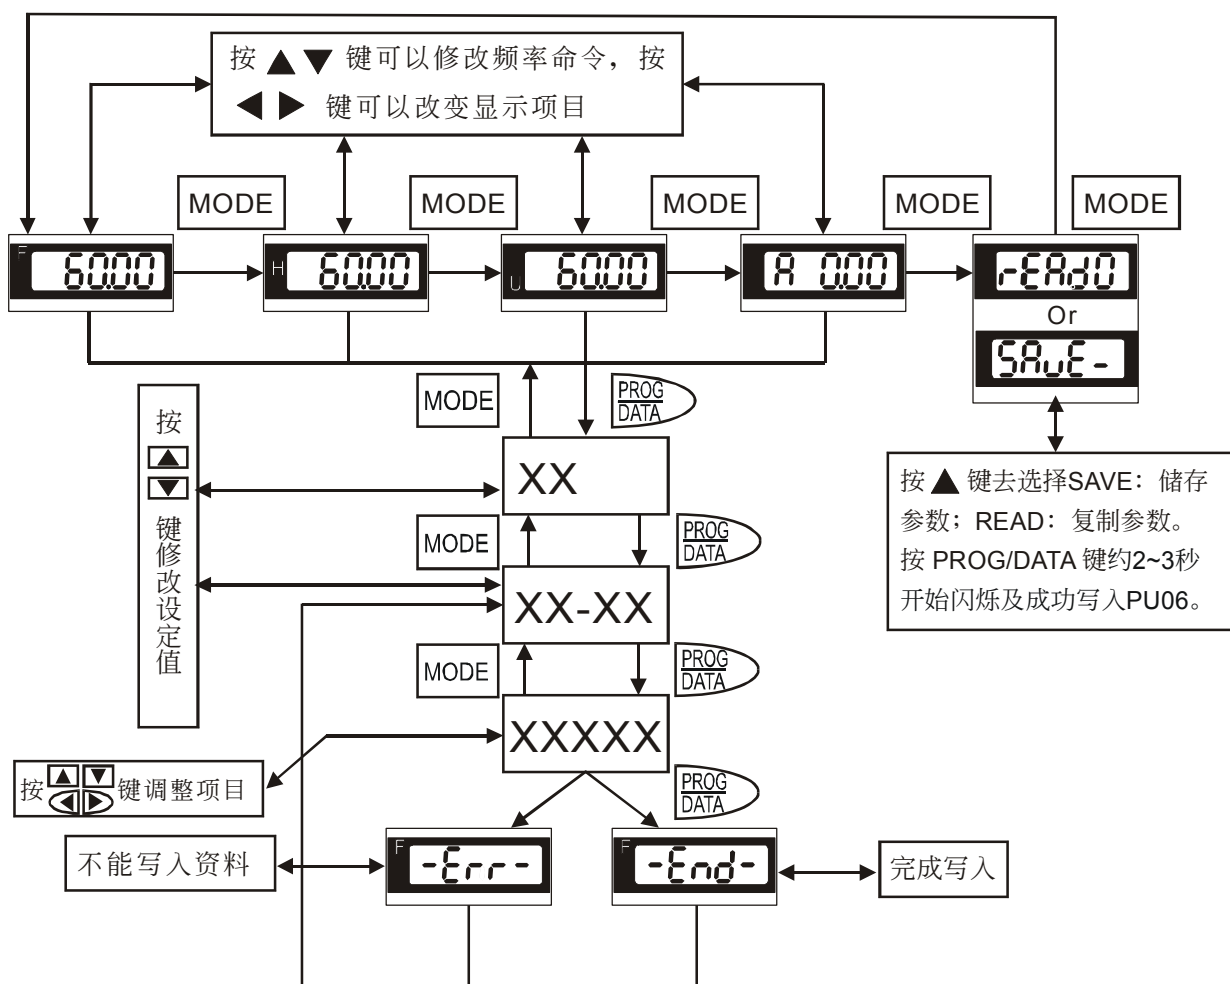 按 ▲ ▼ 键可以修改频率命令，按
◀ ▶ 键可以改变显示项目
MODE
MODE
MODE
MODE
MODE
F 60.00
H 60.00
U 60.00
A 0.00
rEAd0
Or
SAvE-
MODE
PROG
DATA
按
▲
▼
键修改设定值
XX
按 ▲ 键去选择SAVE：储存
参数；READ：复制参数。
按 PROG/DATA 键约2~3秒
开始闪烁及成功写入PU06。
MODE
PROG
DATA
XX-XX
MODE
PROG
DATA
XXXXX
按 ▲ ▼ ◀ ▶ 键调整项目
PROG
DATA
不能写入资料
F -Err-
F -End-
完成写入